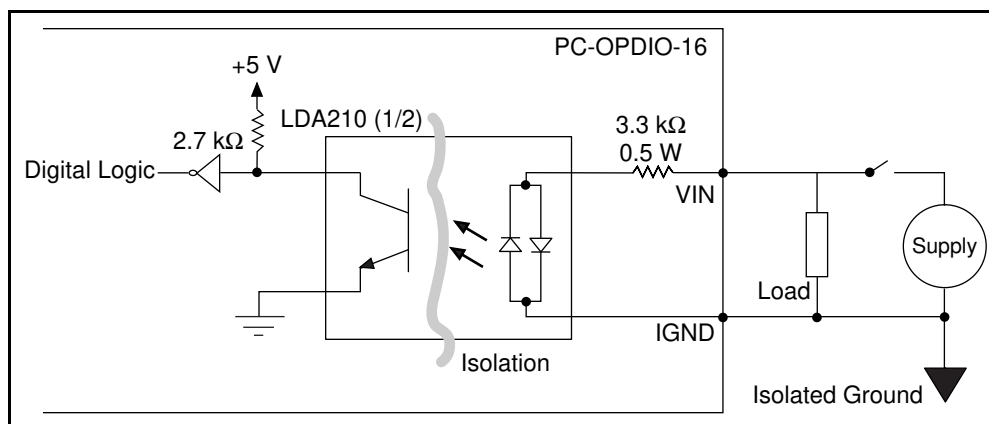 PC-OPDIO-16
+5 V
LDA210 (1/2)
2.7 kΩ
3.3 kΩ
0.5 W
Digital Logic
VIN
Supply
Load
IGND
Isolation
Isolated Ground